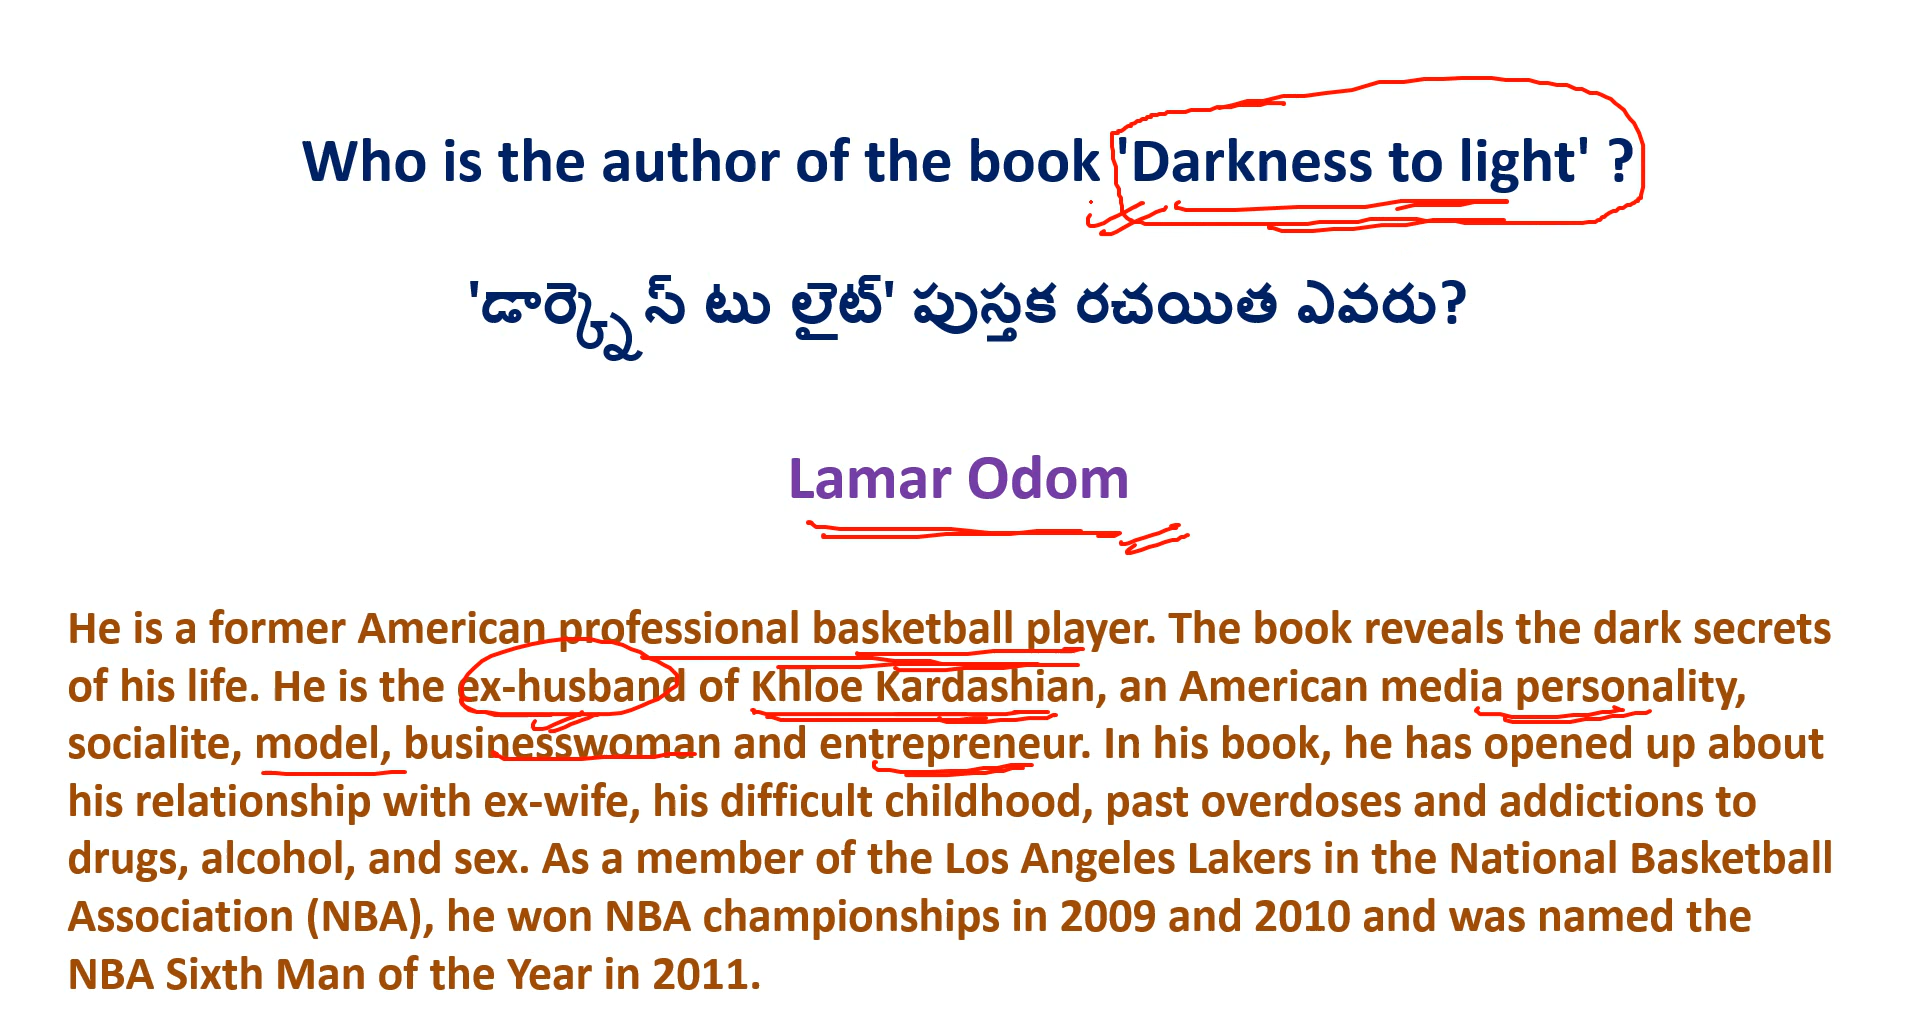 Who is the author of the book 'Darkness to light' ?
'డార్క్నెస్ టు లైట్' పుస్తక రచయిత ఎవరు?
Lamar Odom
He is a former American professional basketball player. The book reveals the dark secrets
of his life. He is the ex-husband of Khloe Kardashian, an American media personality,
socialite, model, businesswoman and entrepreneur. In his book, he has opened up about
his relationship with ex-wife, his difficult childhood, past overdoses and addictions to
drugs, alcohol, and sex. As a member of the Los Angeles Lakers in the National Basketball
Association (NBA), he won NBA championships in 2009 and 2010 and was named the
NBA Sixth Man of the Year in 2011.